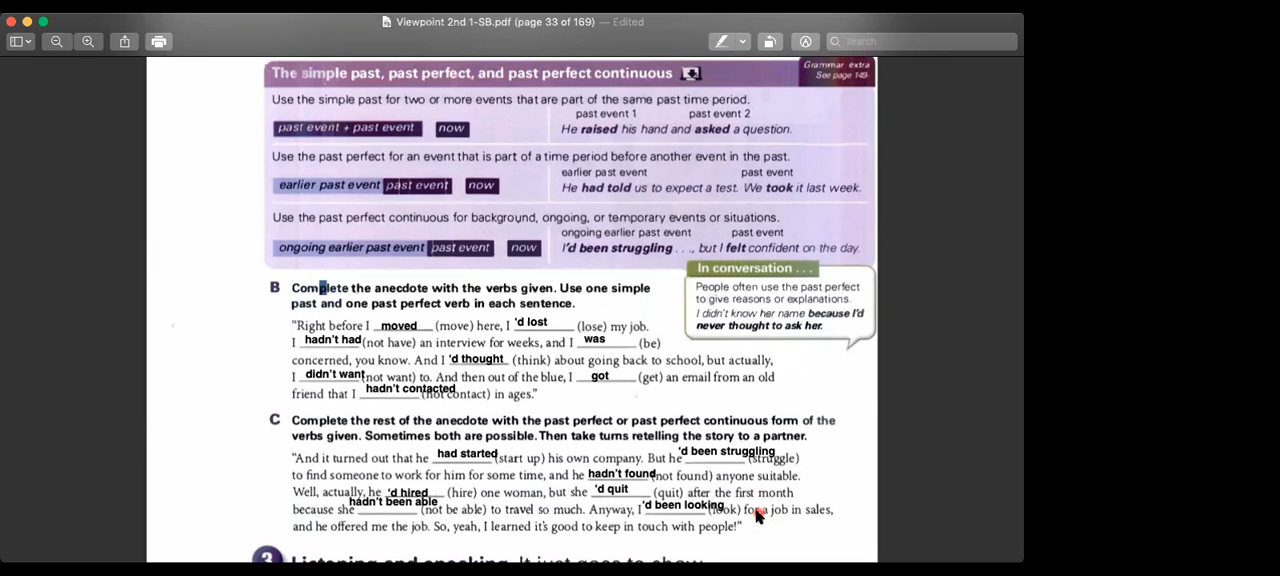 Viewpoint 2nd 1-SB.pdf (page 33 of 169) — Edited
Search
The simple past, past perfect, and past perfect continuous
Grammar extra
See page 149.
Use the simple past for two or more events that are part of the same past time period.
past event 1 past event 2
past event + past event now He raised his hand and asked a question.
Use the past perfect for an event that is part of a time period before another event in the past.
earlier past event past event
earlier past event past event now He had told us to expect a test. We took it last week.
Use the past perfect continuous for background, ongoing, or temporary events or situations.
ongoing earlier past event past event
ongoing earlier past event past event now I'd been struggling . . . , but I felt confident on the day.
In conversation . . .
People often use the past perfect
to give reasons or explanations.
I didn't know her name because I'd
never thought to ask her.
B Complete the anecdote with the verbs given. Use one simple
past and one past perfect verb in each sentence.
"Right before I moved (move) here, I 'd lost (lose) my job.
I hadn't had (not have) an interview for weeks, and I was (be)
concerned, you know. And I 'd thought (think) about going back to school, but actually,
I didn't want (not want) to. And then out of the blue, I got (get) an email from an old
friend that I hadn't contacted (not contact) in ages."
C Complete the rest of the anecdote with the past perfect or past perfect continuous form of the
verbs given. Sometimes both are possible. Then take turns retelling the story to a partner.
"And it turned out that he had started (start up) his own company. But he 'd been struggling (struggle)
to find someone to work for him for some time, and he hadn't found (not found) anyone suitable.
Well, actually, he 'd hired (hire) one woman, but she 'd quit (quit) after the first month
because she hadn't been able (not be able) to travel so much. Anyway, I 'd been looking (look) for a job in sales,
and he offered me the job. So, yeah, I learned it's good to keep in touch with people!"
3 Listening and speaking It just goes to show